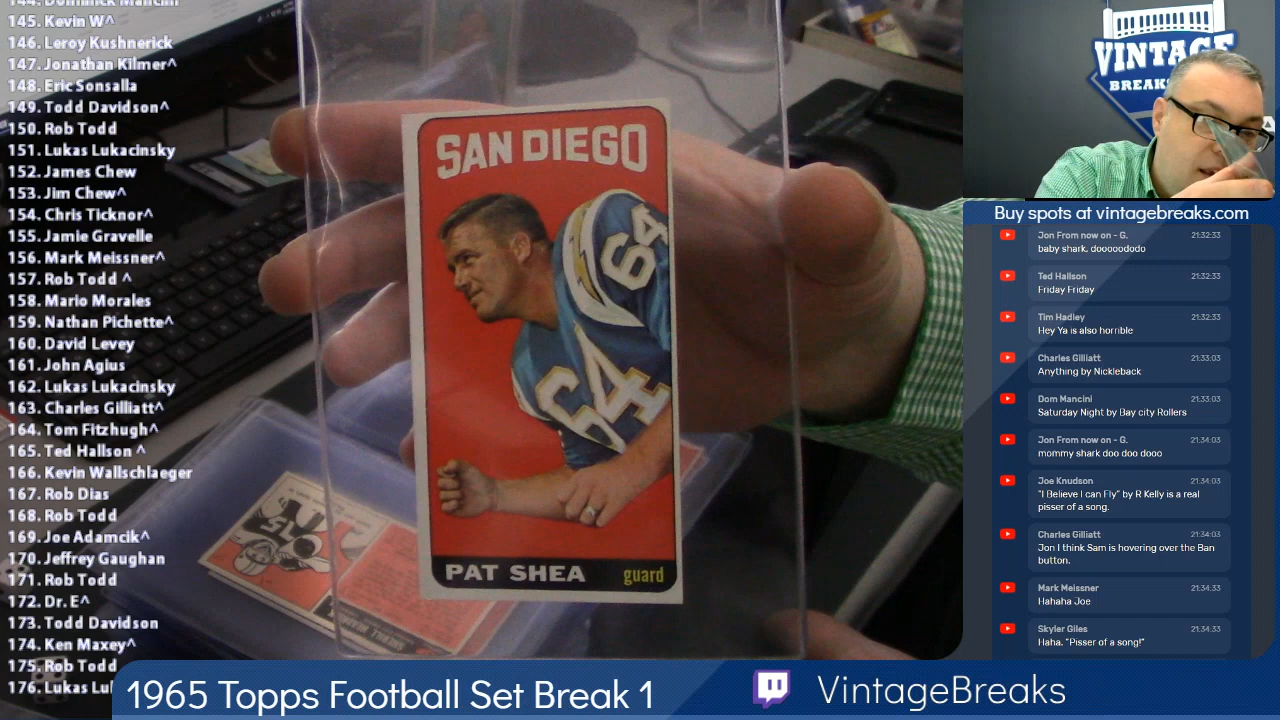 144. Dominick Mancini
145. Kevin W^
146. Leroy Kushnerick
147. Jonathan Kilmer^
148. Eric Sonsalla
149. Todd Davidson^
150. Rob Todd
151. Lukas Lukacinsky
152. James Chew
153. Jim Chew^
154. Chris Ticknor^
155. Jamie Gravelle
156. Mark Meissner^
157. Rob Todd ^
158. Mario Morales
159. Nathan Pichette^
160. David Levey
161. John Agius
162. Lukas Lukacinsky
163. Charles Gilliatt^
164. Tom Fitzhugh^
165. Ted Hallson ^
166. Kevin Wallschlaeger
167. Rob Dias
168. Rob Todd
169. Joe Adamcik^
170. Jeffrey Gaughan
171. Rob Todd
172. Dr. E^
173. Todd Davidson
174. Ken Maxey^
175. Rob Todd
176. Lukas
SAN DIEGO
64
64
PAT SHEA guard
VINTAGE
BREAKS
Buy spots at vintagebreaks.com
Jon From now on - G. 21:32:33
baby shark, dooooododo
Ted Hallson 21:32:33
Friday Friday
Tim Hadley 21:32:33
Hey Ya is also horrible
Charles Gilliatt 21:33:03
Anything by Nickleback
Dom Mancini 21:33:03
Saturday Night by Bay city Rollers
Jon From now on - G. 21:34:03
mommy shark doo doo dooo
Joe Knudson 21:34:03
"I Believe I can Fly" by R Kelly is a real
pisser of a song.
Charles Gilliatt 21:34:03
Jon I think Sam is hovering over the Ban
button.
Mark Meissner 21:34:33
Hahaha Joe
Skyler Giles 21:34:33
Haha. "Pisser of a song!"
1965 Topps Football Set Break 1
VintageBreaks